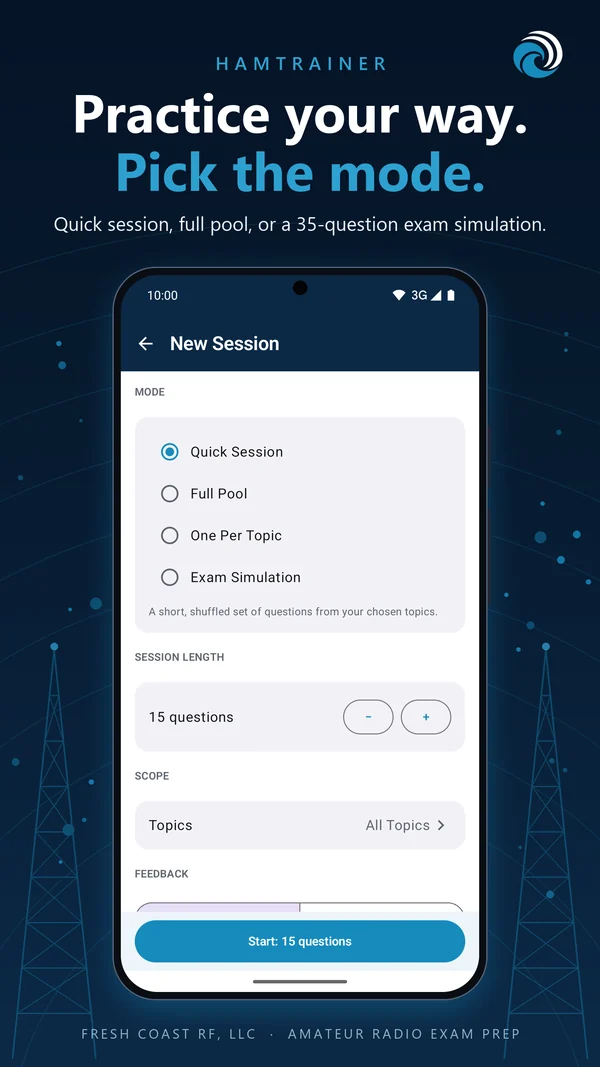 HAMTRAINER
Practice your way.
Pick the mode.
Quick session, full pool, or a 35-question exam simulation.
10:00
3G
New Session
MODE
Quick Session
Full Pool
One Per Topic
Exam Simulation
A short, shuffled set of questions from your chosen topics.
SESSION LENGTH
15 questions - +
SCOPE
Topics All Topics
FEEDBACK
Start: 15 questions
FRESH COAST RF, LLC · AMATEUR RADIO EXAM PREP